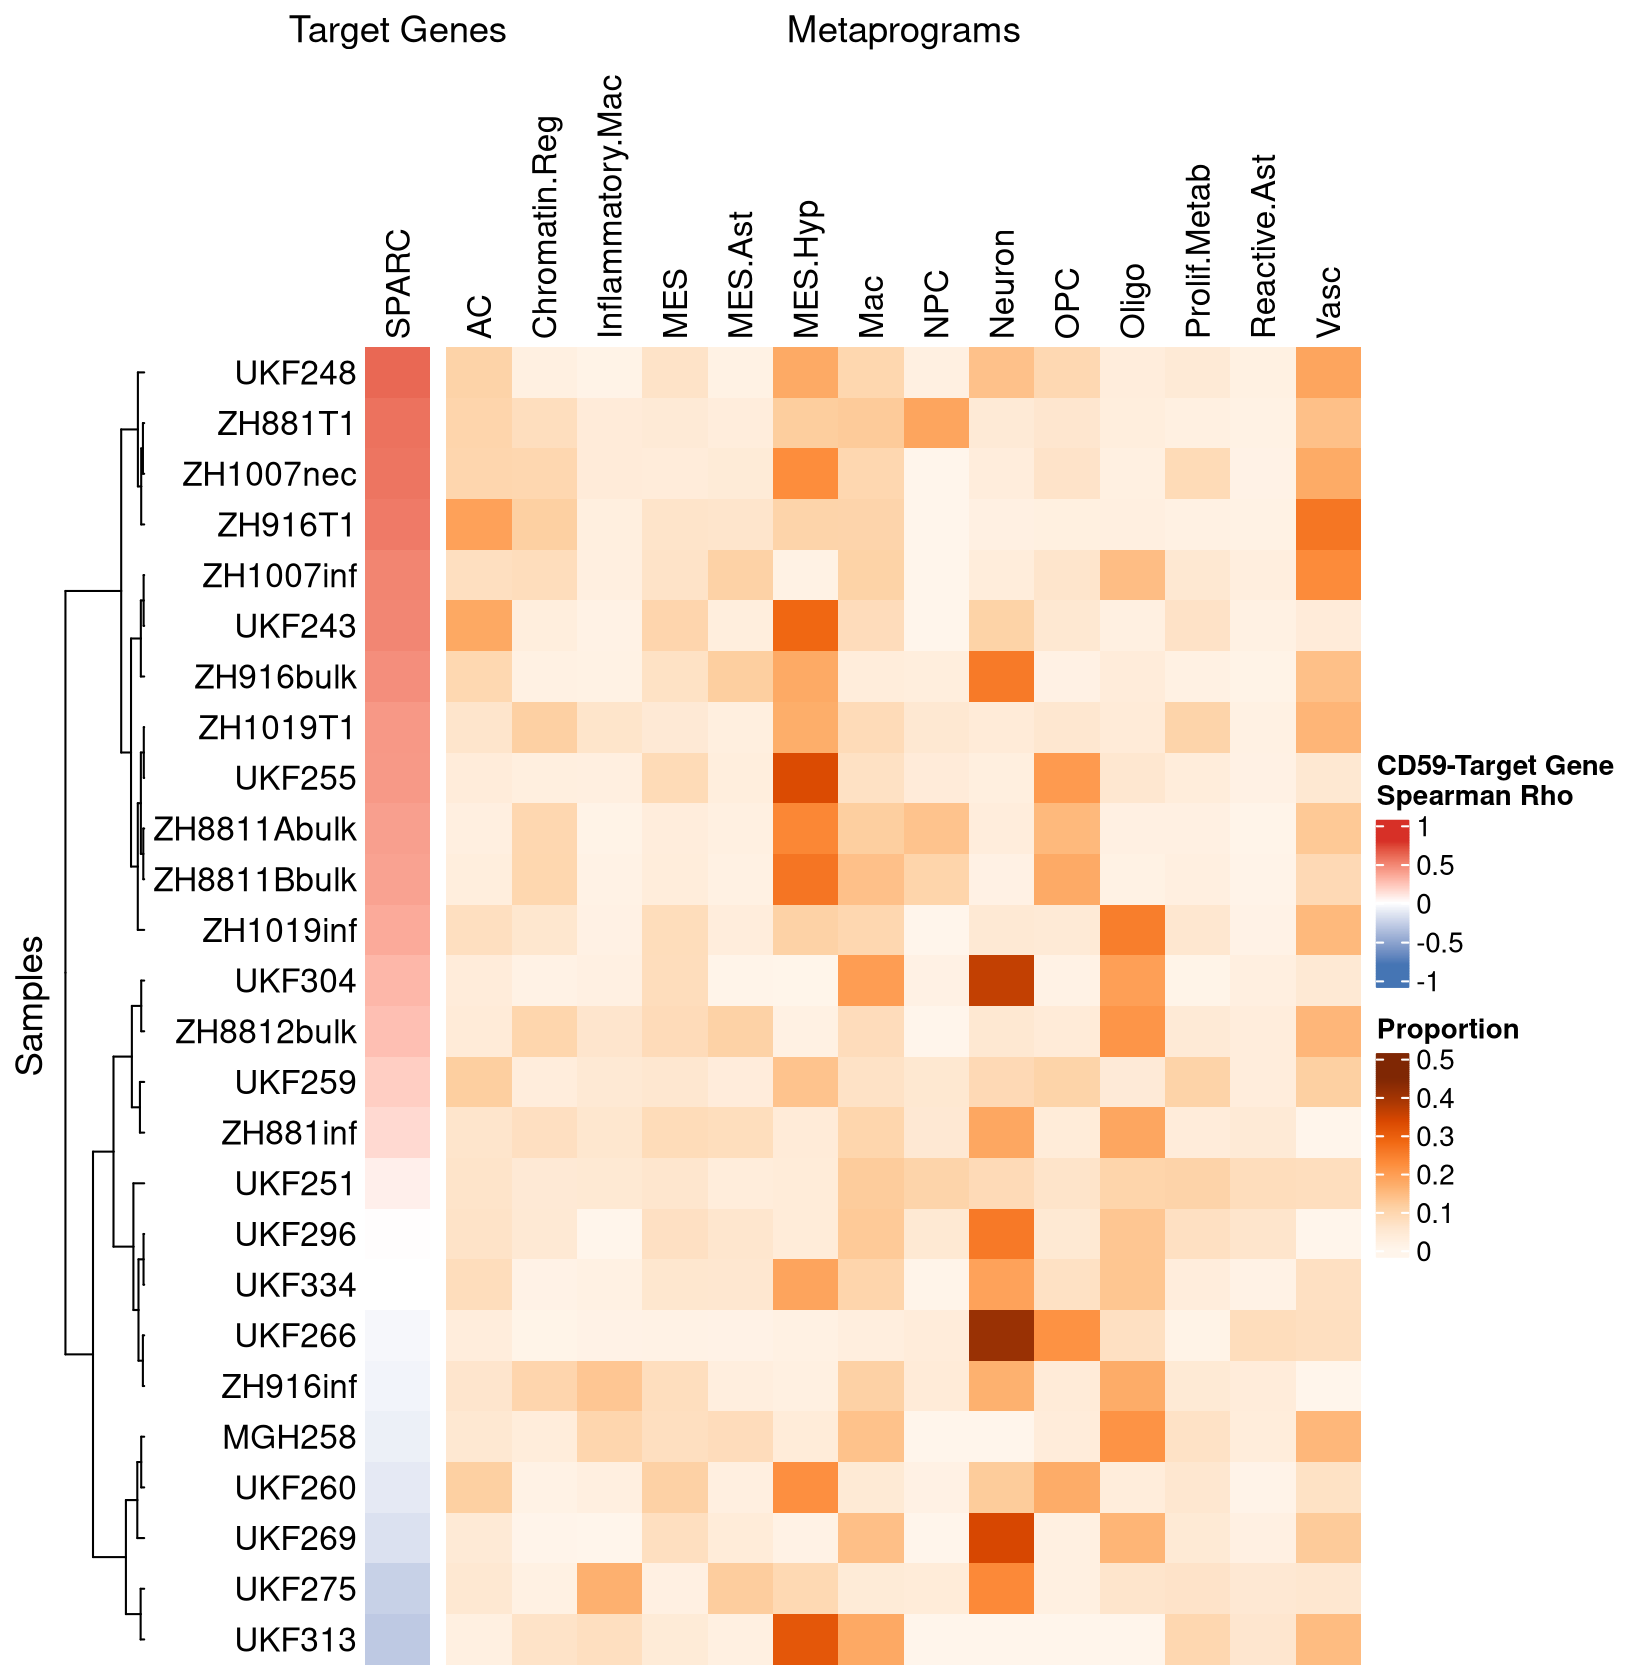 Target Genes
Metaprograms
SPARC
AC
Chromatin.Reg
Inflammatory.Mac
MES
MES.Ast
MES.Hyp
Mac
NPC
Neuron
OPC
Oligo
Prolif.Metab
Reactive.Ast
Vasc
Samples
UKF248
ZH881T1
ZH1007nec
ZH916T1
ZH1007inf
UKF243
ZH916bulk
ZH1019T1
UKF255
ZH8811Abulk
ZH8811Bbulk
ZH1019inf
UKF304
ZH8812bulk
UKF259
ZH881inf
UKF251
UKF296
UKF334
UKF266
ZH916inf
MGH258
UKF260
UKF269
UKF275
UKF313
CD59-Target Gene
Spearman Rho
1
0.5
0
-0.5
-1
Proportion
0.5
0.4
0.3
0.2
0.1
0